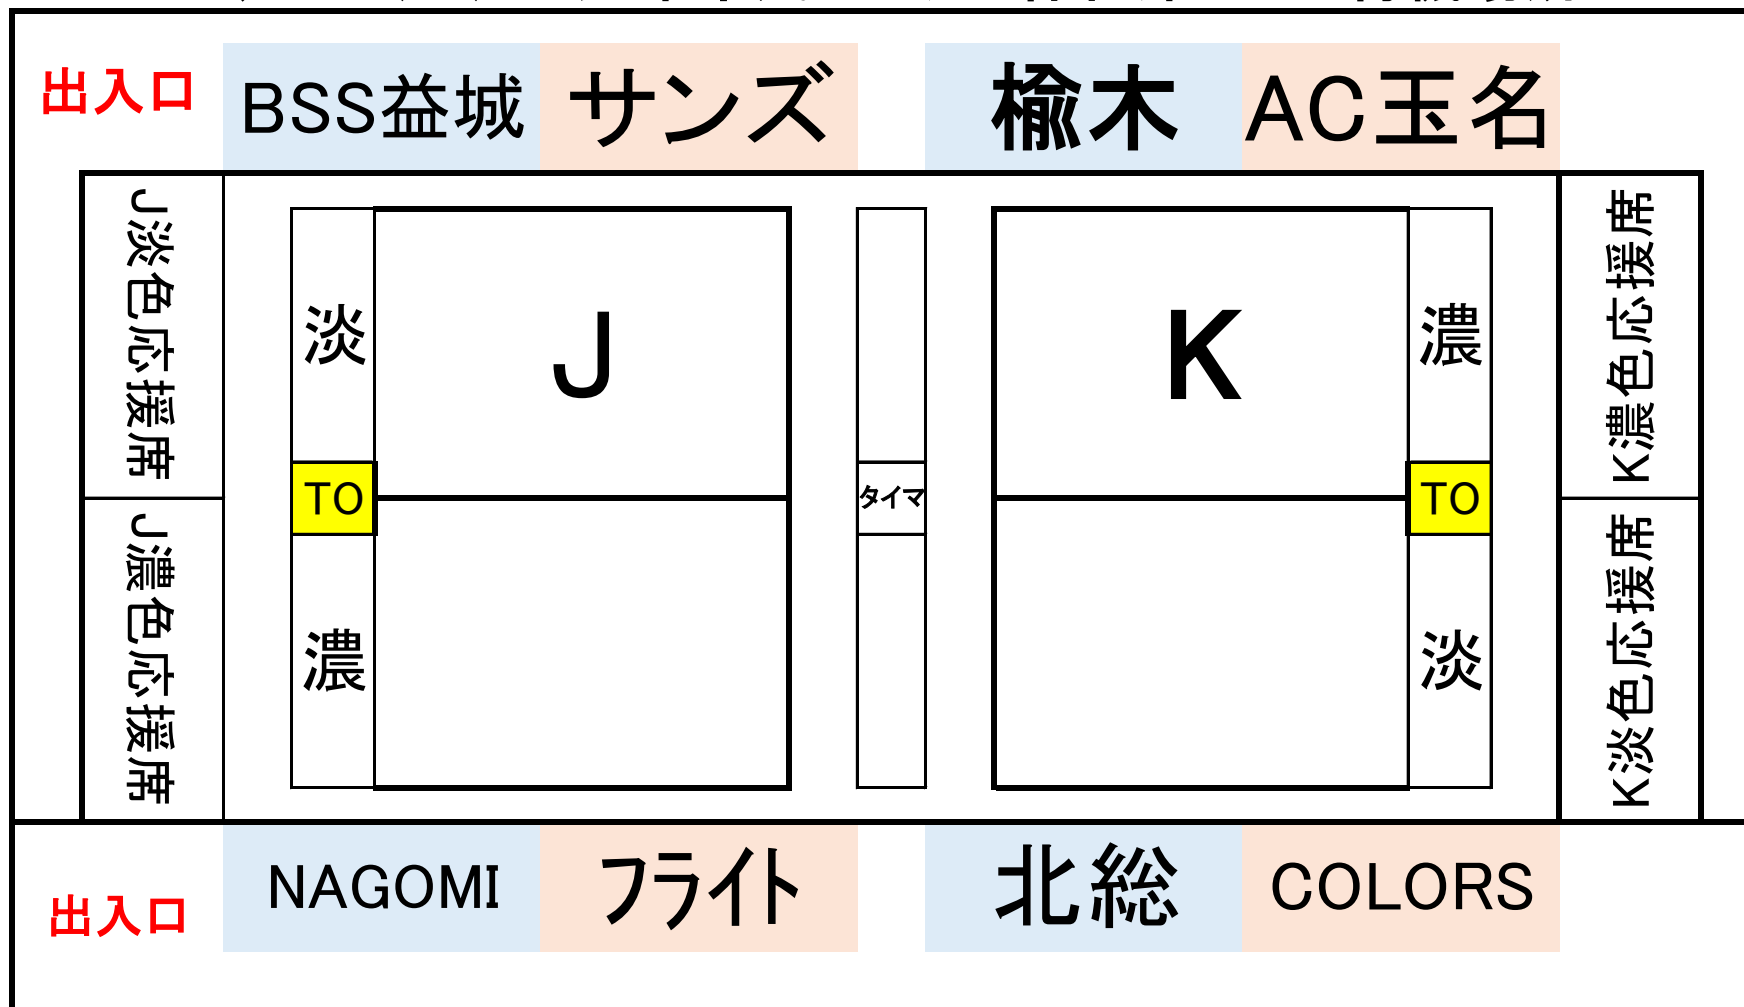 出入口
BSS益城 サンズ 楡木 AC玉名
J淡色応援席
J濃色応援席
淡
TO
濃
J
タイマ
K
濃
TO
淡
K濃色応援席
K淡色応援席
出入口
NAGOMI フライト 北総 COLORS